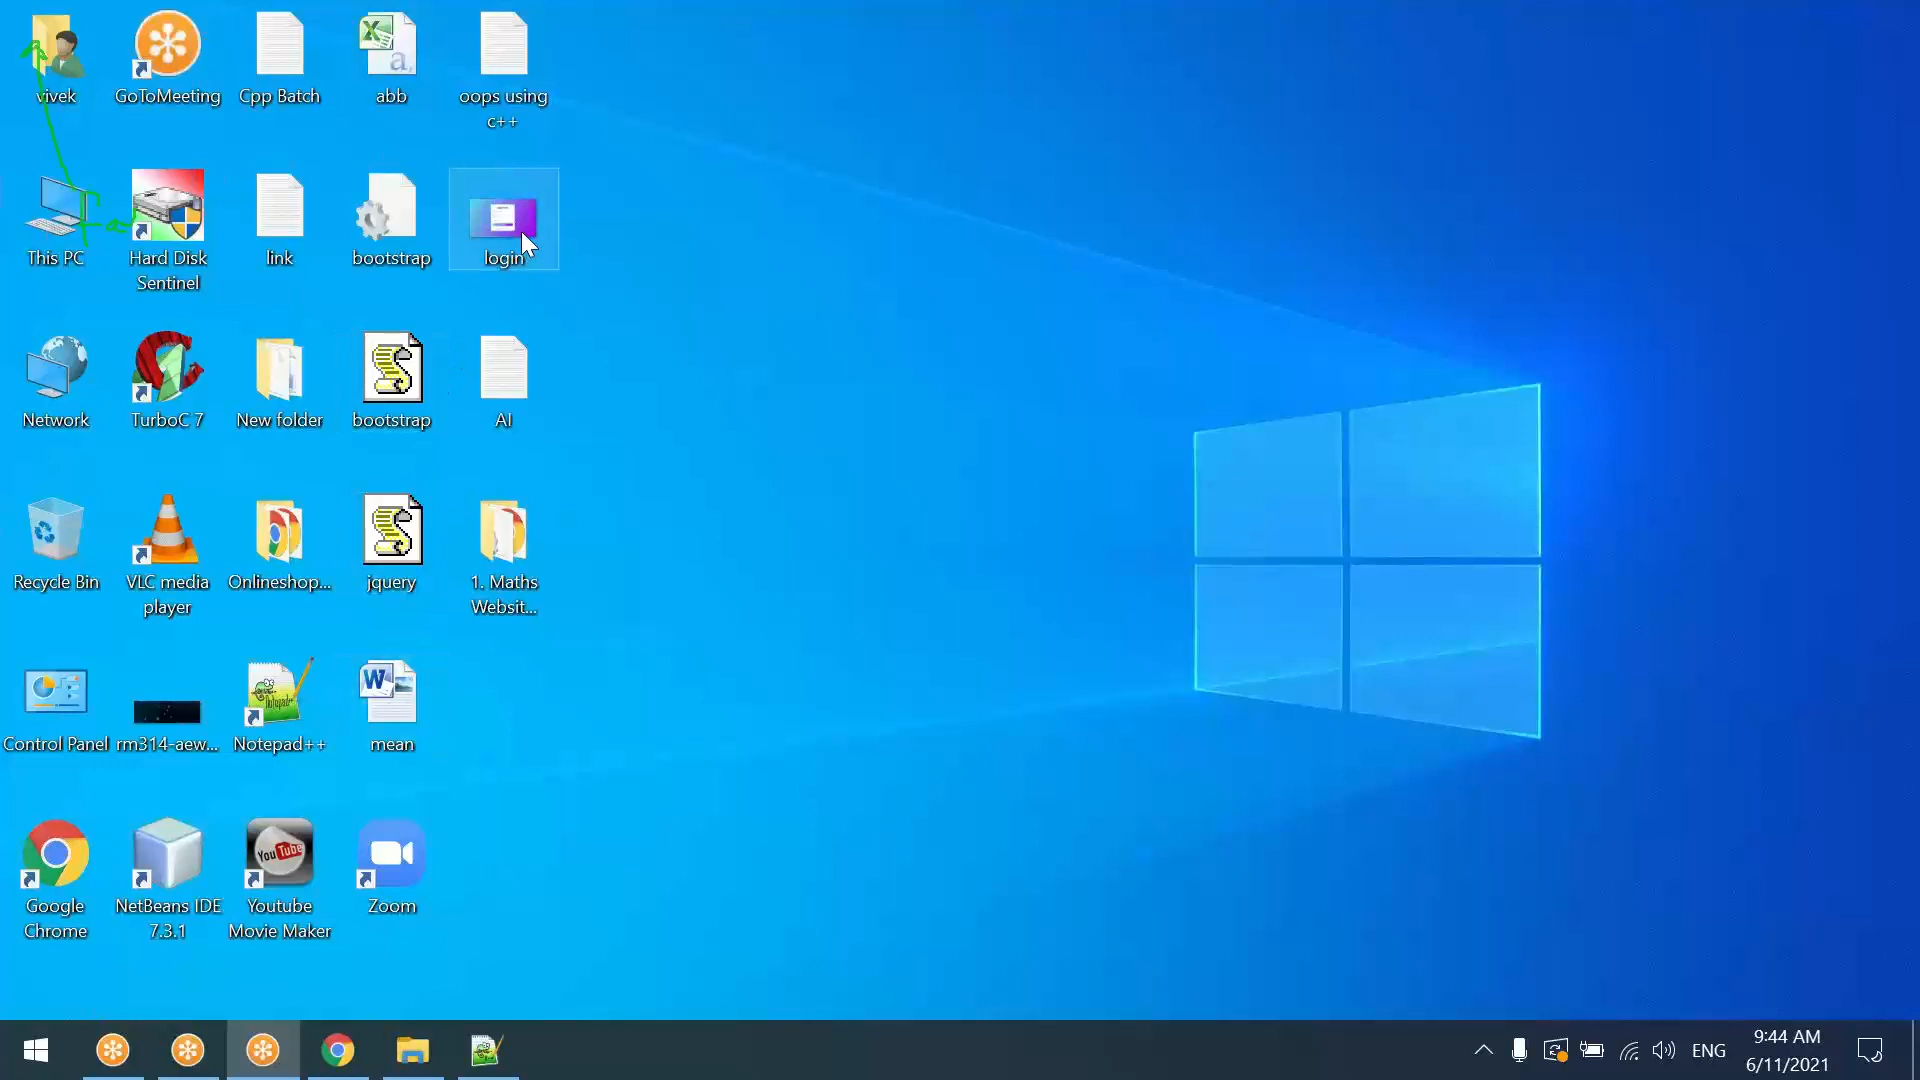 vivek
GoToMeeting
Cpp Batch
abb
oops using
c++
This PC
Hard Disk
Sentinel
link
bootstrap
login
Network
TurboC 7
New folder
bootstrap
AI
Recycle Bin
VLC media
player
Onlineshop...
jquery
1. Maths
Websit...
Control Panel
rm314-aew...
Notepad++
mean
Google
Chrome
NetBeans IDE
7.3.1
You Tube
Youtube
Movie Maker
Zoom
ENG
9:44 AM
6/11/2021